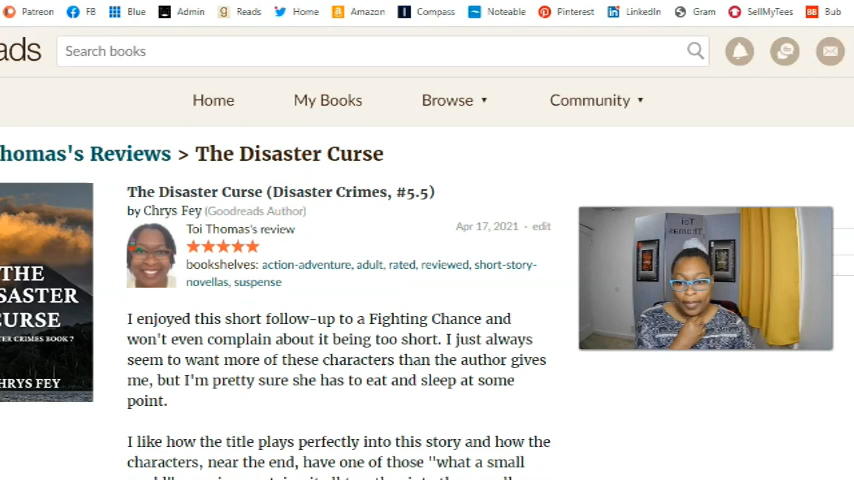 Patreon FB Blue Admin Reads Home Amazon Compass Noteable Pinterest LinkedIn Gram SellMyTees Bub
ads Search books
Home My Books Browse Community
homas's Reviews > The Disaster Curse
The Disaster Curse (Disaster Crimes, #5.5)
by Chrys Fey (Goodreads Author)
Toi Thomas's review Apr 17, 2021 · edit
bookshelves: action-adventure, adult, rated, reviewed, short-story-
novellas, suspense
I enjoyed this short follow-up to a Fighting Chance and
won't even complain about it being too short. I just always
seem to want more of these characters than the author gives
me, but I'm pretty sure she has to eat and sleep at some
point.
I like how the title plays perfectly into this story and how the
characters, near the end, have one of those "what a small
THE
ISASTER
CURSE
TER CRIMES BOOK ?
HRYS FEY